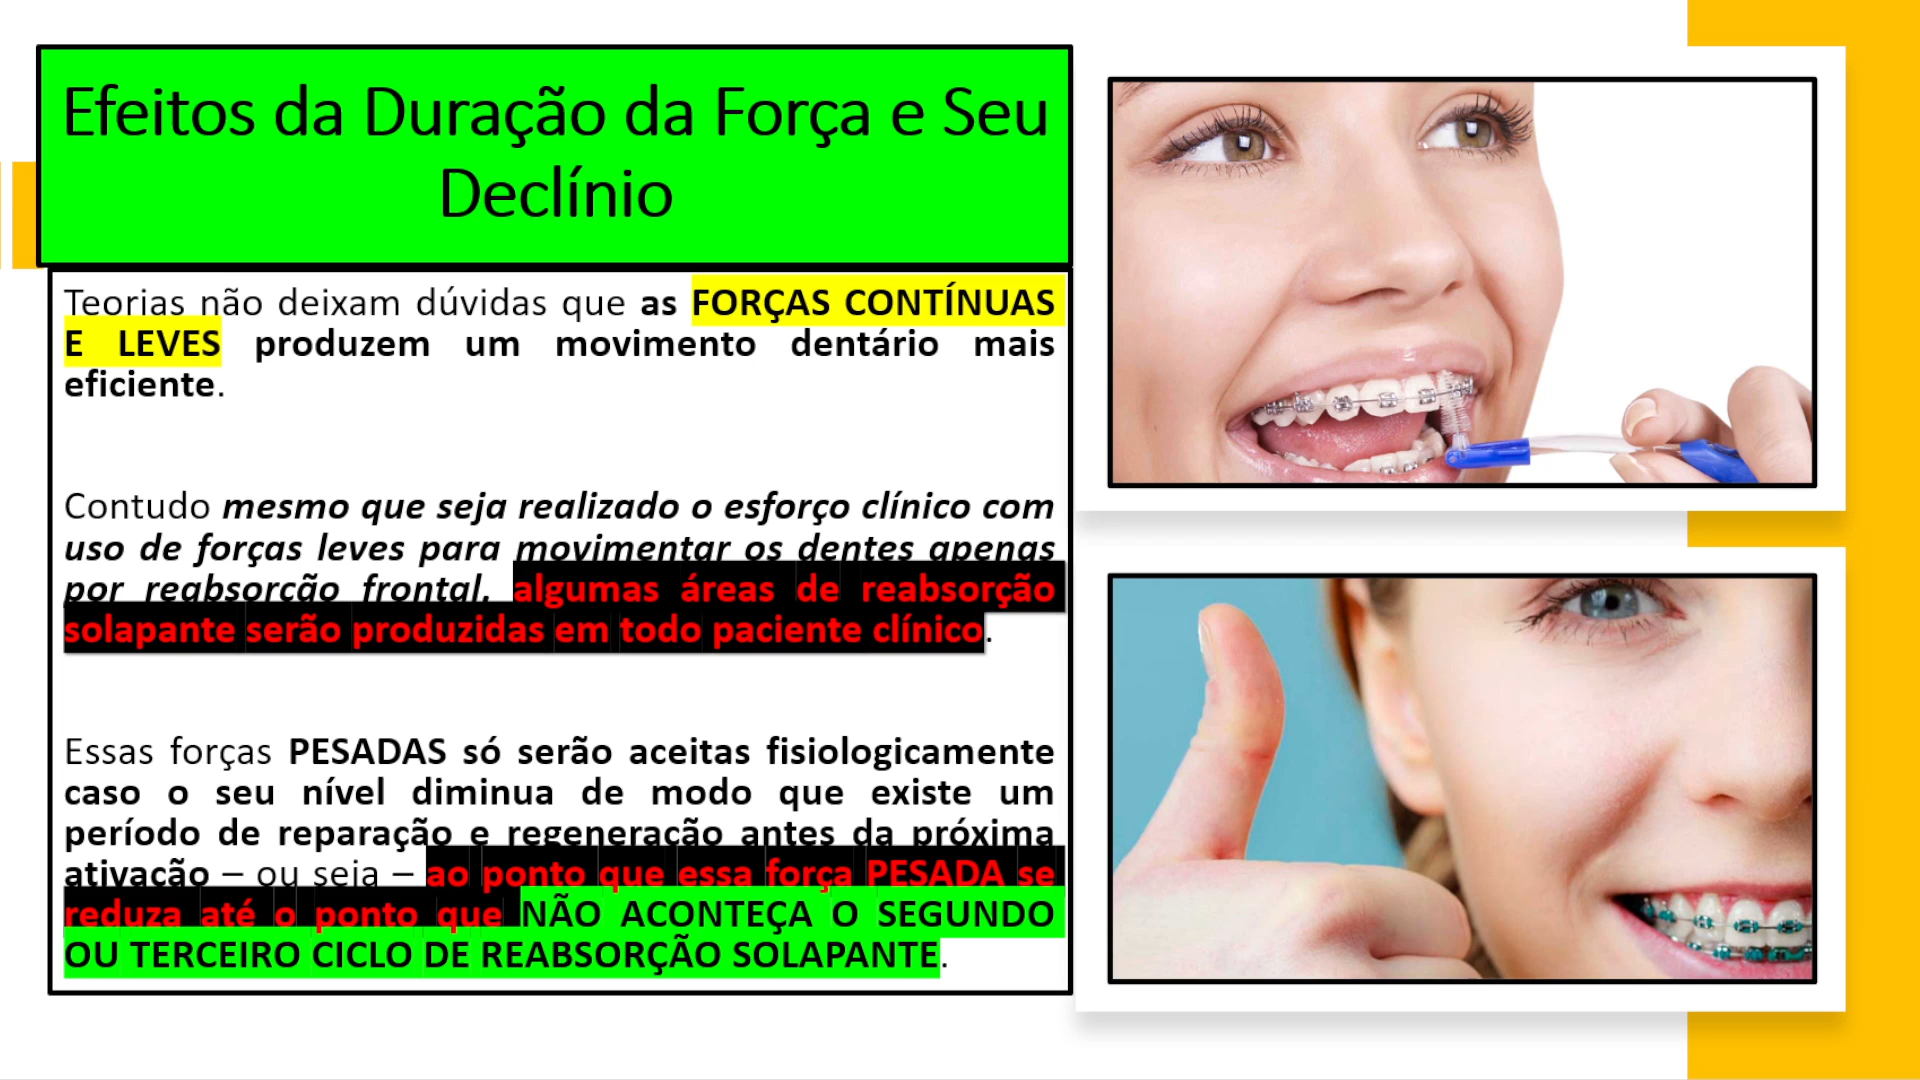 Efeitos da Duração da Força e Seu
Declínio
Teorias não deixam dúvidas que as FORÇAS CONTÍNUAS
E LEVES produzem um movimento dentário mais
eficiente.
Contudo mesmo que seja realizado o esforço clínico com
uso de forças leves para movimentar os dentes apenas
por reabsorção frontal, algumas áreas de reabsorção
solapante serão produzidas em todo paciente clínico.
Essas forças PESADAS só serão aceitas fisiologicamente
caso o seu nível diminua de modo que existe um
período de reparação e regeneração antes da próxima
ativação – ou seja – ao ponto que essa força PESADA se
reduza até o ponto que NÃO ACONTEÇA O SEGUNDO
OU TERCEIRO CICLO DE REABSORÇÃO SOLAPANTE.